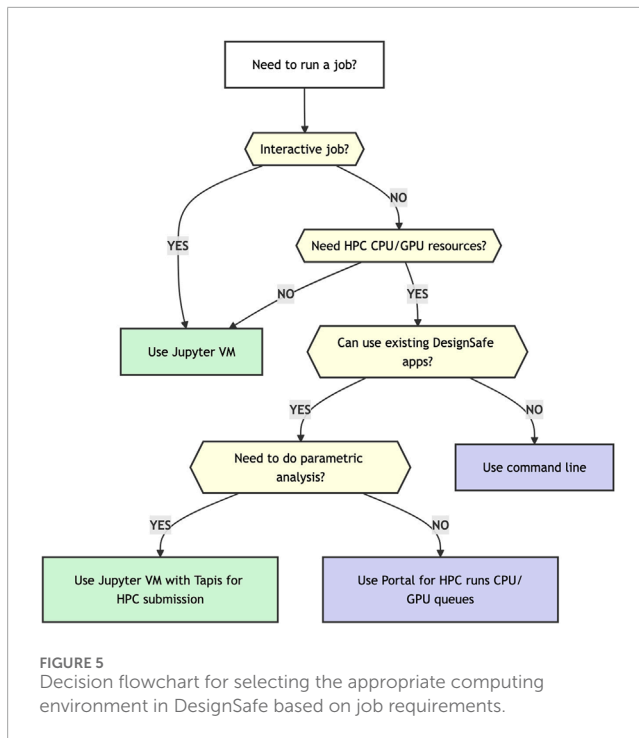 Need to run a job?
Interactive job?
NO
YES
Need HPC CPU/GPU resources?
NO
YES
Use Jupyter VM
Can use existing DesignSafe
apps?
YES
NO
Need to do parametric
analysis?
Use command line
YES
NO
Use Jupyter VM with Tapis for
HPC submission
Use Portal for HPC runs CPU/
GPU queues
FIGURE 5
Decision flowchart for selecting the appropriate computing
environment in DesignSafe based on job requirements.